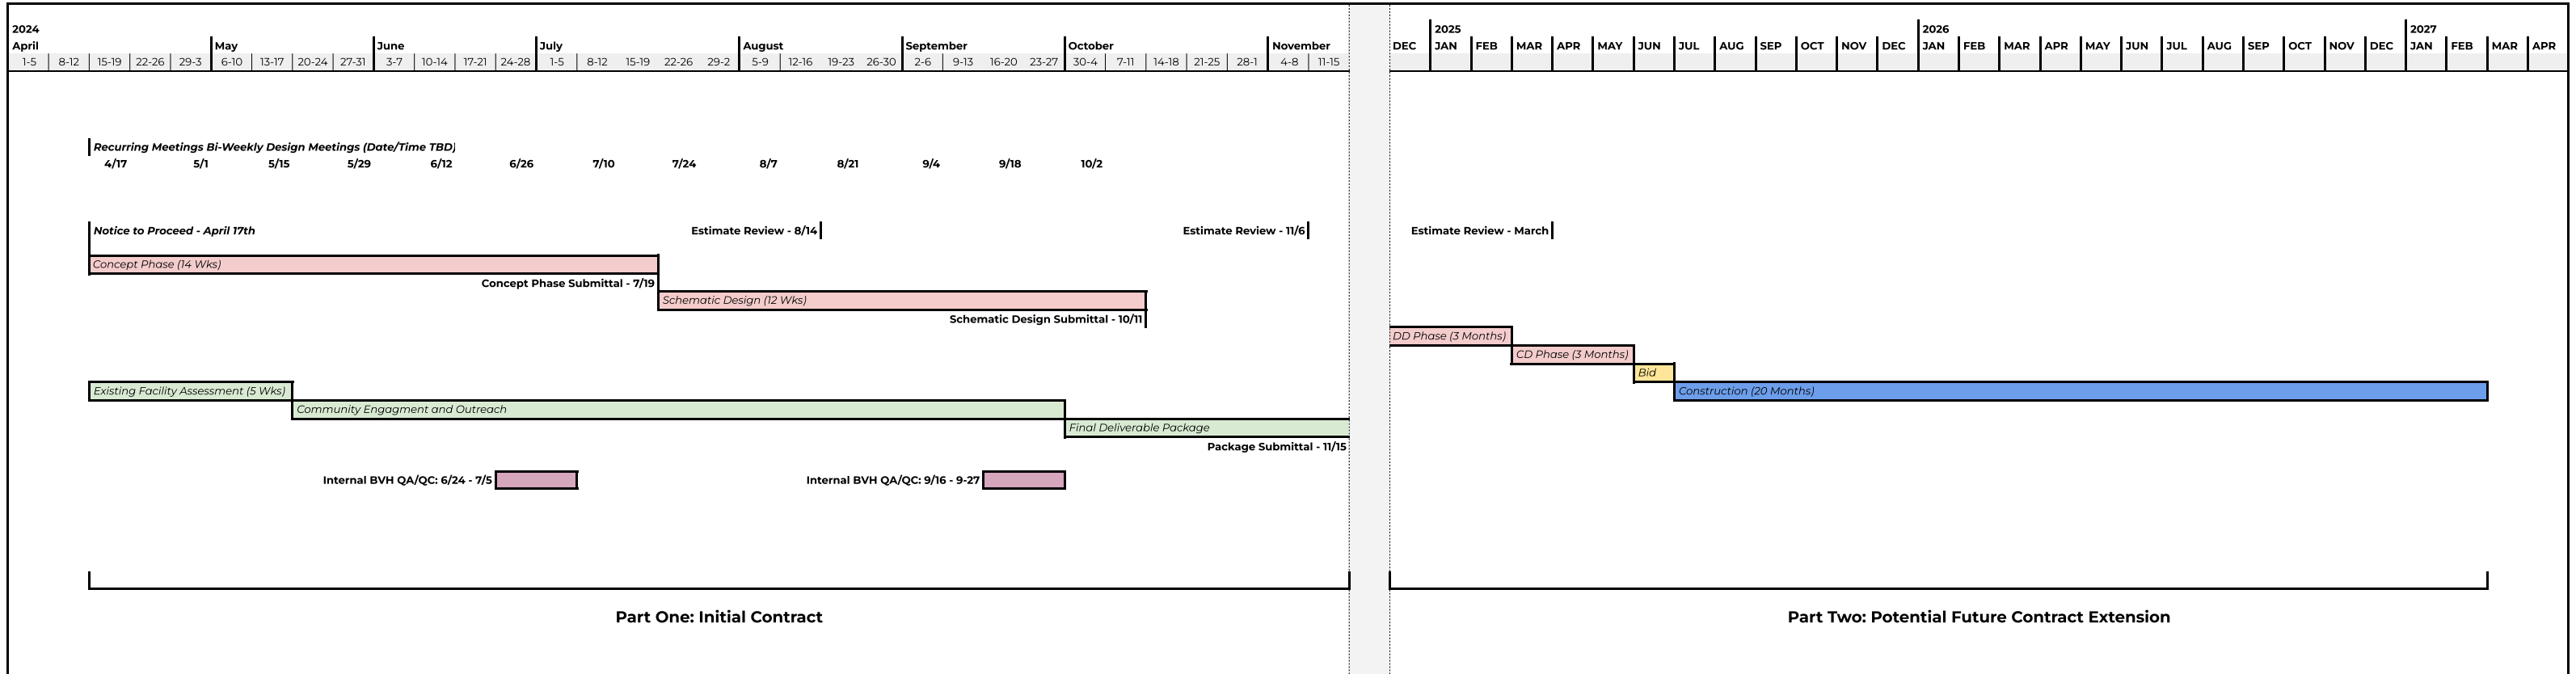 2024 2025 2026 2027
April May June July August September October November DEC JAN FEB MAR APR MAY JUN JUL AUG SEP OCT NOV DEC JAN FEB MAR APR MAY JUN JUL AUG SEP OCT NOV DEC JAN FEB MAR APR
1-5 8-12 15-19 22-26 29-3 6-10 13-17 20-24 27-31 3-7 10-14 17-21 24-28 1-5 8-12 15-19 22-26 29-2 5-9 12-16 19-23 26-30 2-6 9-13 16-20 23-27 30-4 7-11 14-18 21-25 28-1 4-8 11-15
Recurring Meetings Bi-Weekly Design Meetings (Date/Time TBD)
4/17 5/1 5/15 5/29 6/12 6/26 7/10 7/24 8/7 8/21 9/4 9/18 10/2
Notice to Proceed - April 17th Estimate Review - 8/14 Estimate Review - 11/6 Estimate Review - March
Concept Phase (14 Wks)
Concept Phase Submittal - 7/19
Schematic Design (12 Wks)
Schematic Design Submittal - 10/11
DD Phase (3 Months)
CD Phase (3 Months)
Bid
Existing Facility Assessment (5 Wks) Construction (20 Months)
Community Engagment and Outreach
Final Deliverable Package
Package Submittal - 11/15
Internal BVH QA/QC: 6/24 - 7/5 Internal BVH QA/QC: 9/16 - 9-27
Part One: Initial Contract Part Two: Potential Future Contract Extension